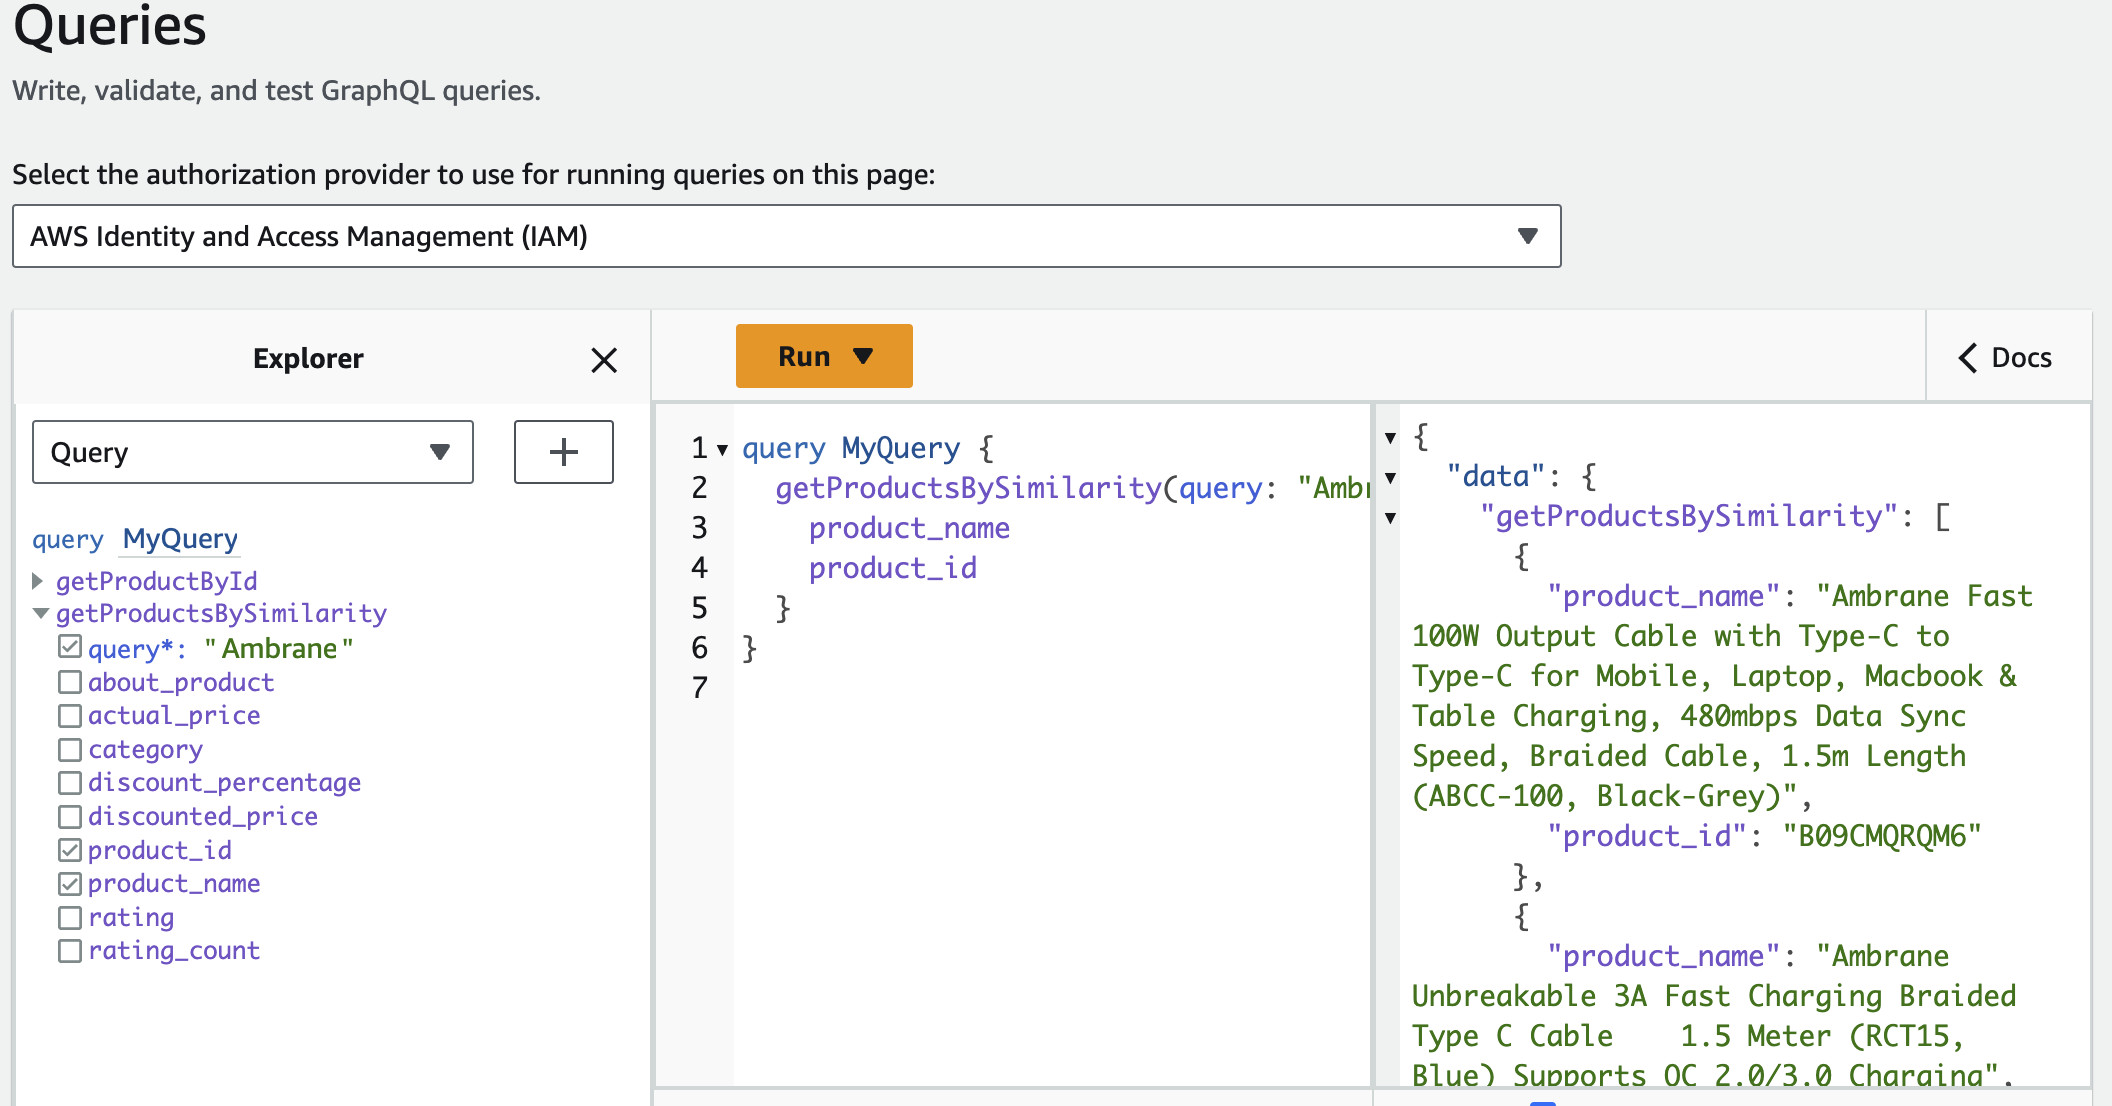 Queries
Write, validate, and test GraphQL queries.
Select the authorization provider to use for running queries on this page:
AWS Identity and Access Management (IAM)
Explorer
Query
query MyQuery
getProductById
getProductsBySimilarity
query*: "Ambrane"
about_product
actual_price
category
discount_percentage
discounted_price
product_id
product_name
rating
rating_count
Run
Docs
1 query MyQuery {
2 getProductsBySimilarity(query: "Amb
3 product_name
4 product_id
5 }
6 }
7
{
"data": {
"getProductsBySimilarity": [
{
"product_name": "Ambrane Fast
100W Output Cable with Type-C to
Type-C for Mobile, Laptop, Macbook &
Table Charging, 480mbps Data Sync
Speed, Braided Cable, 1.5m Length
(ABCC-100, Black-Grey)",
"product_id": "B09CMQRQM6"
},
{
"product_name": "Ambrane
Unbreakable 3A Fast Charging Braided
Type C Cable    1.5 Meter (RCT15,
Blue) Supports QC 2.0/3.0 Charging",